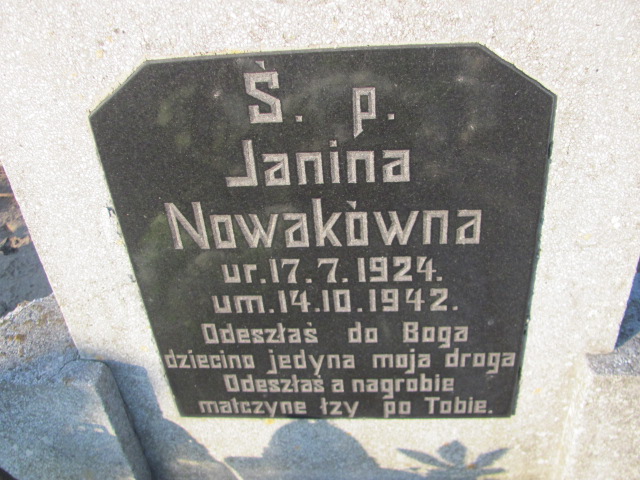 Ś. p.
Janina
Nowakówna
ur. 17. 7. 1924.
um. 14. 10. 1942.
Odeszłaś do Boga
dziecino jedyna moja droga
Odeszłaś a nagrobie
matczyne łzy po Tobie.